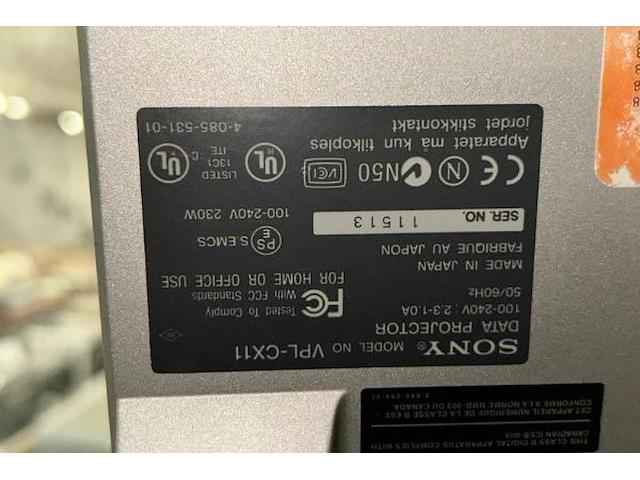 SONY® MODEL NO. VPL-CX11
DATA PROJECTOR
100-240V, 2.3-1.0A
50/60Hz
MADE IN JAPAN
FABRIQUE AU JAPON
FC Tested To Comply
With FCC Standards
FOR HOME OR OFFICE USE
SER. NO. 11513
PS E S.EMCS
100-240V 230W
CE N N50 VCI
UL LISTED
13C1
ITE
C UL
Apparatet må kun tilkoples
jordet stikkontakt
4-085-531-01
THIS CLASS B DIGITAL APPARATUS COMPLIES WITH
CANADIAN ICES-003
CET APPAREIL NUMERIQUE DE LA CLASSE B EST
CONFORME A LA NORME NMB-003 DU CANADA